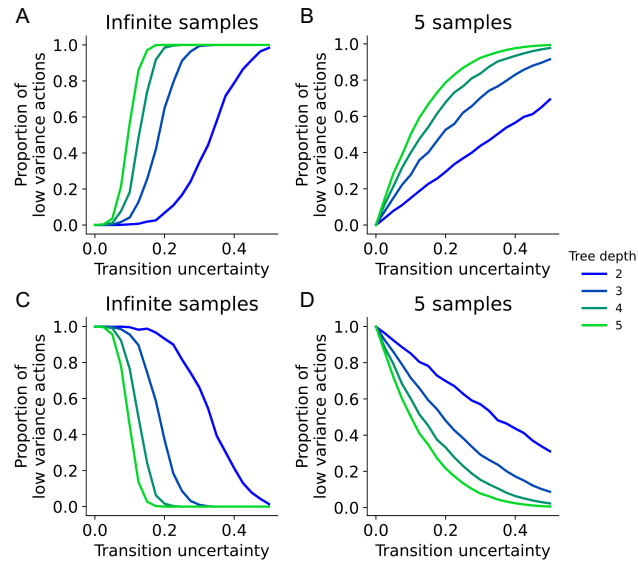 A
Infinite samples
Proportion of
low variance actions
1.0
0.8
0.6
0.4
0.2
0.0
0.0 0.2 0.4
Transition uncertainty
B
5 samples
Proportion of
low variance actions
1.0
0.8
0.6
0.4
0.2
0.0
0.0 0.2 0.4
Transition uncertainty
Tree depth
2
3
4
5
C
Infinite samples
Proportion of
low variance actions
1.0
0.8
0.6
0.4
0.2
0.0
0.0 0.2 0.4
Transition uncertainty
D
5 samples
Proportion of
low variance actions
1.0
0.8
0.6
0.4
0.2
0.0
0.0 0.2 0.4
Transition uncertainty